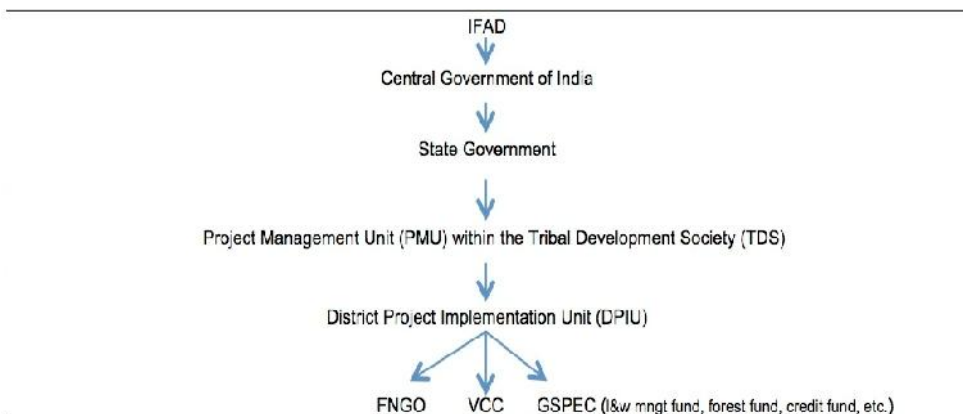 IFAD
Central Government of India
State Government
Project Management Unit (PMU) within the Tribal Development Society (TDS)
District Project Implementation Unit (DPIU)
FNGO VCC GSPEC (l&w mngt fund, forest fund, credit fund, etc.)